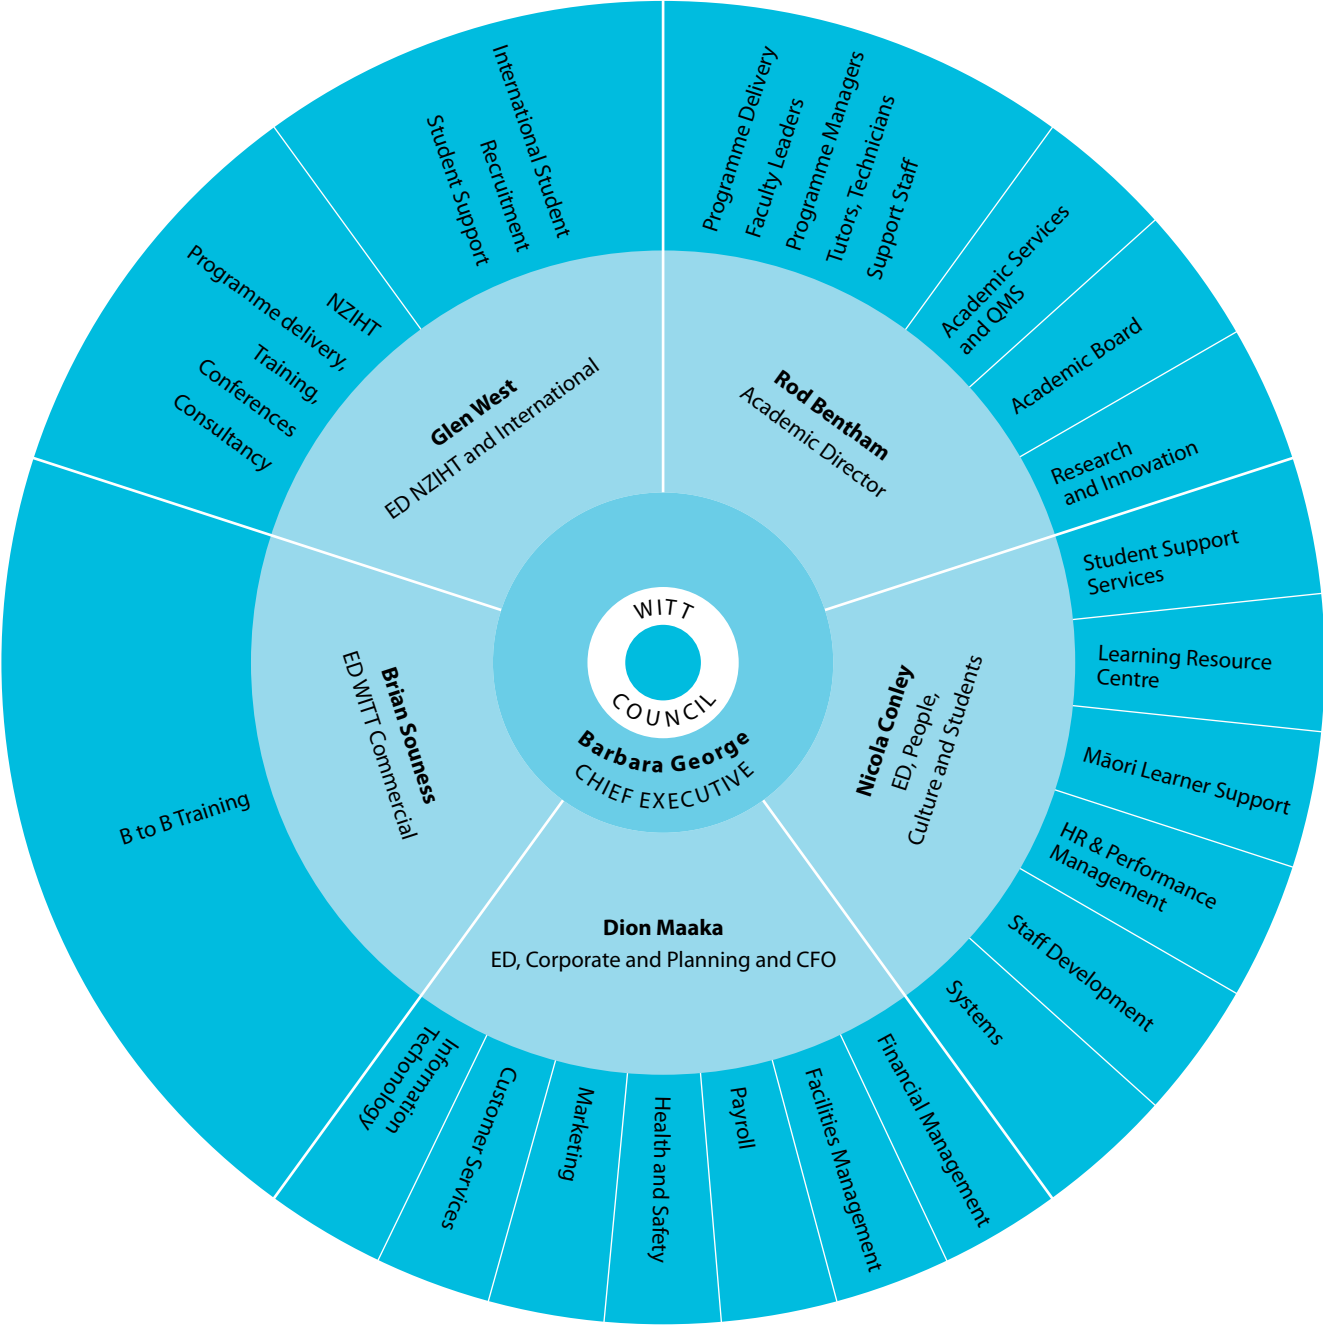 WITT
COUNCIL
Barbara George
CHIEF EXECUTIVE
Rod Bentham
Academic Director
Programme Delivery
Faculty Leaders
Programme Managers
Tutors, Technicians
Support Staff
Academic Services
and QMS
Academic Board
Research
and Innovation
Nicola Conley
ED, People,
Culture and Students
Student Support
Services
Learning Resource
Centre
Māori Learner Support
HR & Performance
Management
Staff Development
Systems
Dion Maaka
ED, Corporate and Planning and CFO
Financial Management
Facilities Management
Payroll
Health and Safety
Marketing
Customer Services
Information
Techonology
Brian Souness
ED WITT Commercial
B to B Training
Glen West
ED NZIHT and International
NZIHT
Programme delivery,
Training,
Conferences
Consultancy
International Student
Recruitment
Student Support